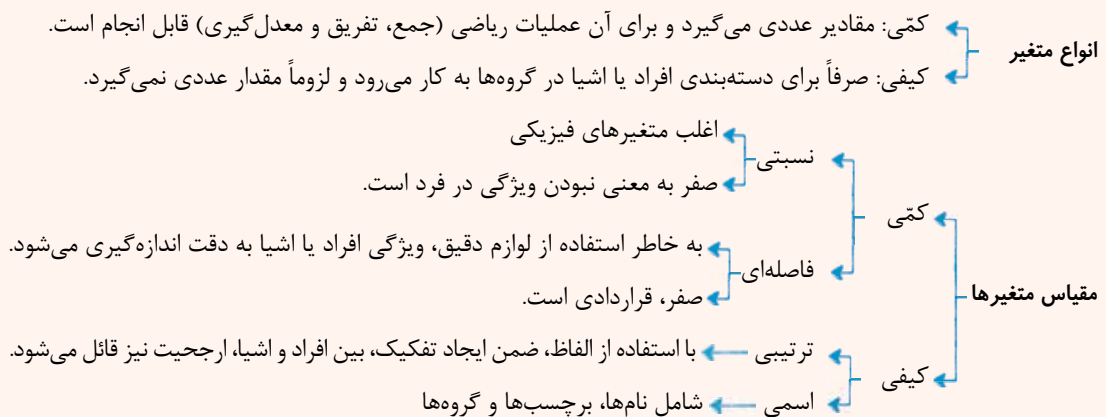 انواع متغیر
کمّی: مقادیر عددی می‌گیرد و برای آن عملیات ریاضی (جمع، تفریق و معدل‌گیری) قابل انجام است.
کیفی: صرفاً برای دسته‌بندی افراد یا اشیا در گروه‌ها به کار می‌رود و لزوماً مقدار عددی نمی‌گیرد.
مقیاس متغیرها
کمّی
نسبتی
اغلب متغیرهای فیزیکی
صفر به معنی نبودن ویژگی در فرد است.
فاصله‌ای
به خاطر استفاده از لوازم دقیق، ویژگی افراد یا اشیا به دقت اندازه‌گیری می‌شود.
صفر، قراردادی است.
کیفی
ترتیبی
با استفاده از الفاظ، ضمن ایجاد تفکیک، بین افراد و اشیا، ارجحیت نیز قائل می‌شود.
اسمی
شامل نام‌ها، برچسب‌ها و گروه‌ها